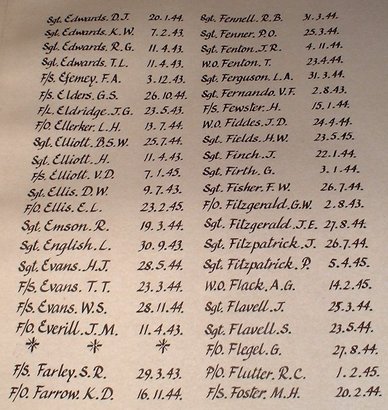 Sgt. Edwards. D.J. 20.1.44.
Sgt. Edwards. K.W. 7.2.43.
Sgt. Edwards. R.G. 11.4.43.
Sgt. Edwards. T.L. 11.4.43.
F/S. Efemey. F.A. 3.12.43.
F/S. Elders. G.S. 26.10.44.
F/L. Eldridge. J.G. 23.5.43.
F/O. Ellerker. L.H. 13.7.44.
Sgt. Elliott. B.S.W. 25.7.44.
Sgt. Elliott. H. 11.4.43.
F/S. Elliott. V.D. 7.1.45.
Sgt. Ellis. D.W. 9.7.43.
F/O. Ellis. E.L. 23.2.45.
Sgt. Emson. R. 19.3.44.
Sgt. English. L. 30.9.43.
Sgt. Evans. H.J. 28.5.44.
F/S. Evans. T.T. 23.3.44.
F/S. Evans. W.S. 28.11.44.
F/O. Everill. J.M. 11.4.43.
* * *
F/S. Farley. S.R. 29.3.43.
F/O. Farrow. K.D. 16.11.44.
Sgt. Fennell. R.B. 31.3.44.
Sgt. Fenner. P.O. 25.3.44.
Sgt. Fenton. J.R. 4.11.44.
W.O. Fenton. T. 23.4.44.
Sgt. Ferguson. L.A. 31.3.44.
Sgt. Fernando. V.F. 2.8.43.
F/S. Fewster. H. 15.1.44.
W.O. Fiddes. J.D. 24.4.44.
Sgt. Fields. H.W. 23.5.45.
Sgt. Finch. J. 22.1.44.
Sgt. Firth. G. 3.1.44.
Sgt. Fisher. F.W. 26.7.44.
F/O. Fitzgerald. G.W. 2.8.43.
Sgt. Fitzgerald. J.E. 27.8.44.
Sgt. Fitzpatrick. J. 26.7.44.
Sgt. Fitzpatrick. P. 5.4.45.
W.O. Flack. A.G. 14.2.45.
Sgt. Flavell. J. 25.3.44.
Sgt. Flavell. S. 23.5.44.
F/O. Flegel. G. 27.8.44.
P/O. Flutter. R.C. 1.2.45.
F/S. Foster. M.H. 20.2.44.